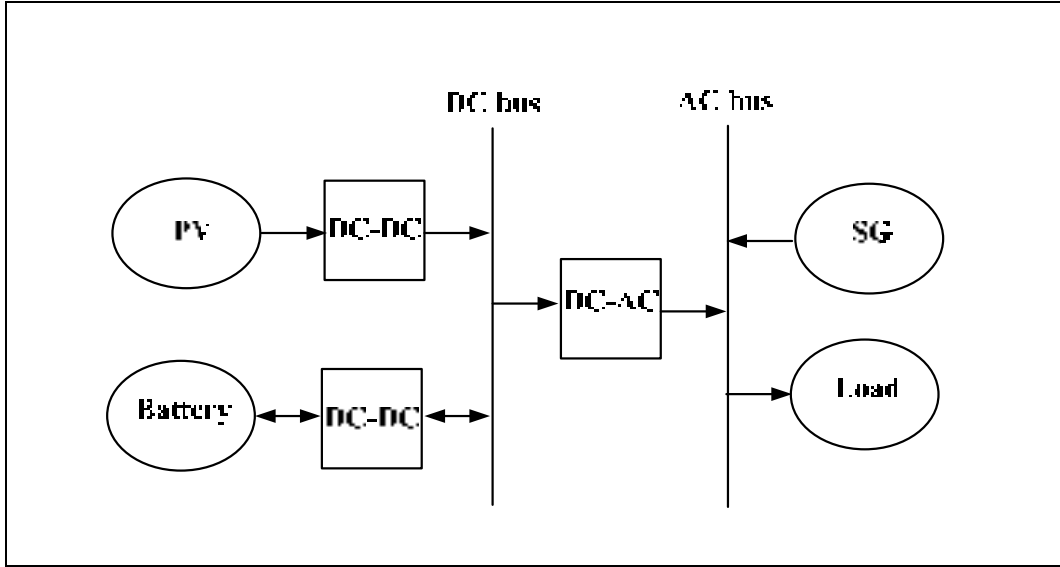 DC bus
AC bus
PV
DC-DC
SG
DC-AC
Battery
DC-DC
Load